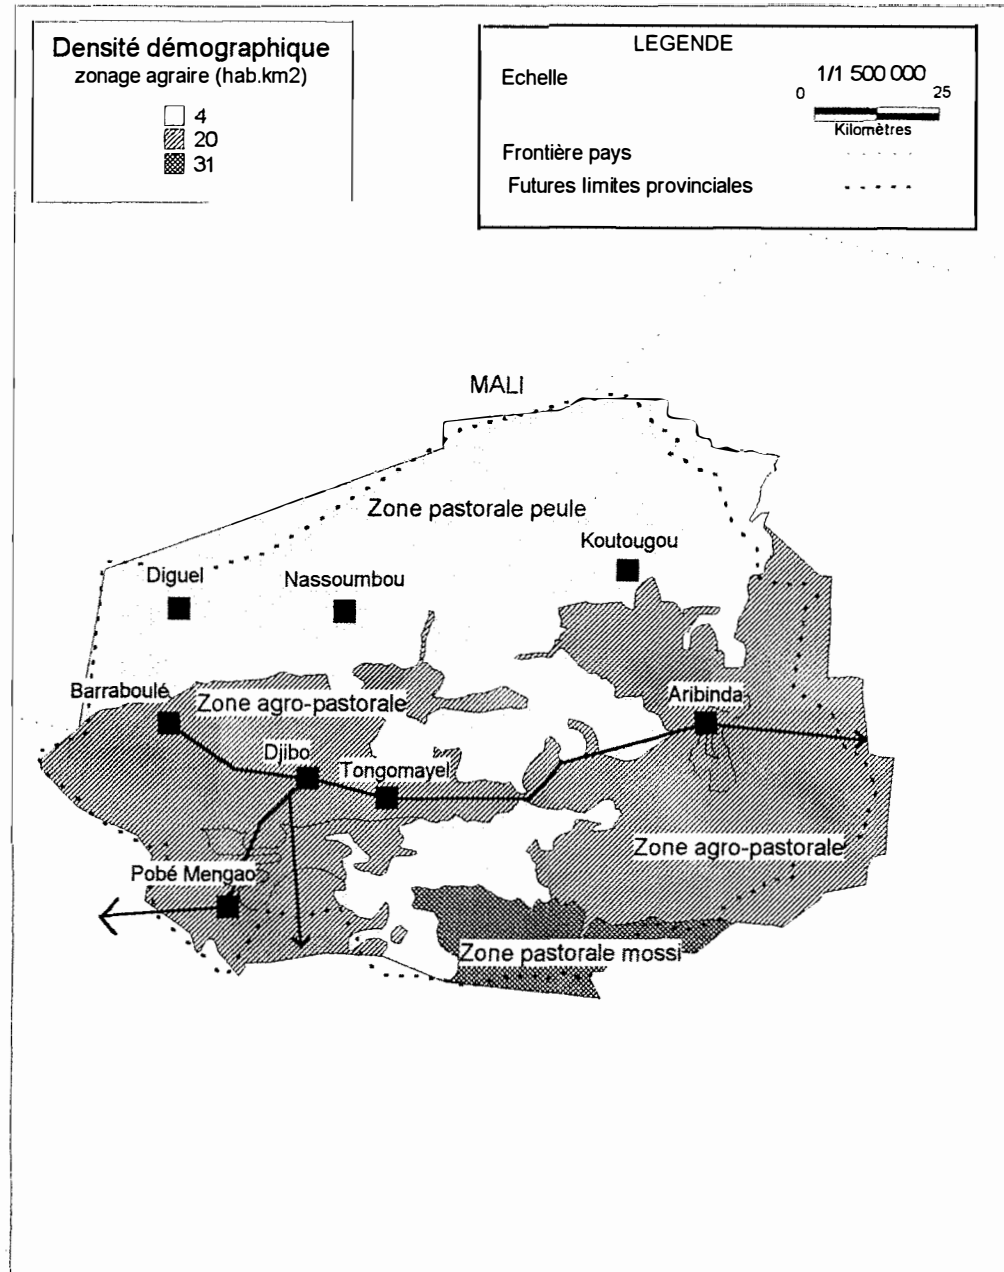 Densité démographique
zonage agraire (hab.km2)
4
20
31
LEGENDE
Echelle
1/1 500 000
0 25
Kilomètres
Frontière pays
Futures limites provinciales
MALI
Zone pastorale peule
Koutougou
Diguel
Nassoumbou
Barraboulé
Zone agro-pastorale
Aribinda
Djibo
Tongomayel
Zone agro-pastorale
Pobé Mengao
Zone pastorale mossi